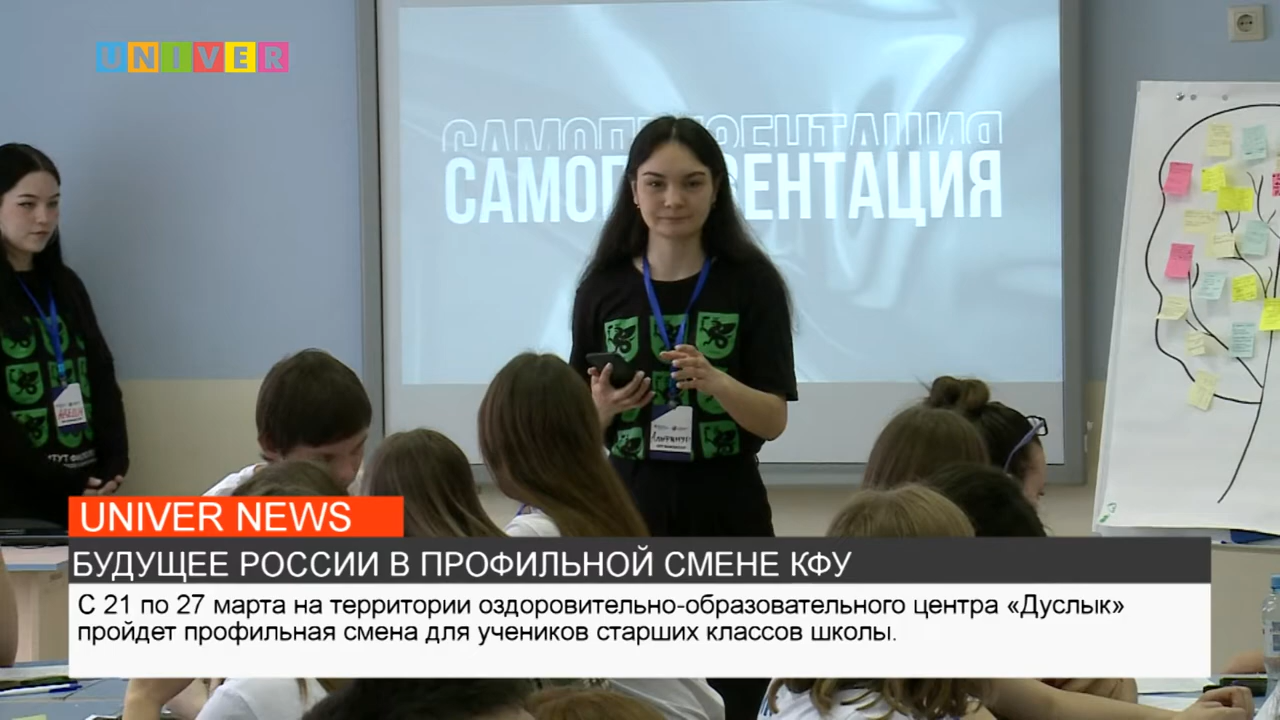 UNIVER
САМОПРЕЗЕНТАЦИЯ
САМОПРЕЗЕНТАЦИЯ
UNIVER NEWS
БУДУЩЕЕ РОССИИ В ПРОФИЛЬНОЙ СМЕНЕ КФУ
С 21 по 27 марта на территории оздоровительно-образовательного центра «Дуслык»
пройдет профильная смена для учеников старших классов школы.